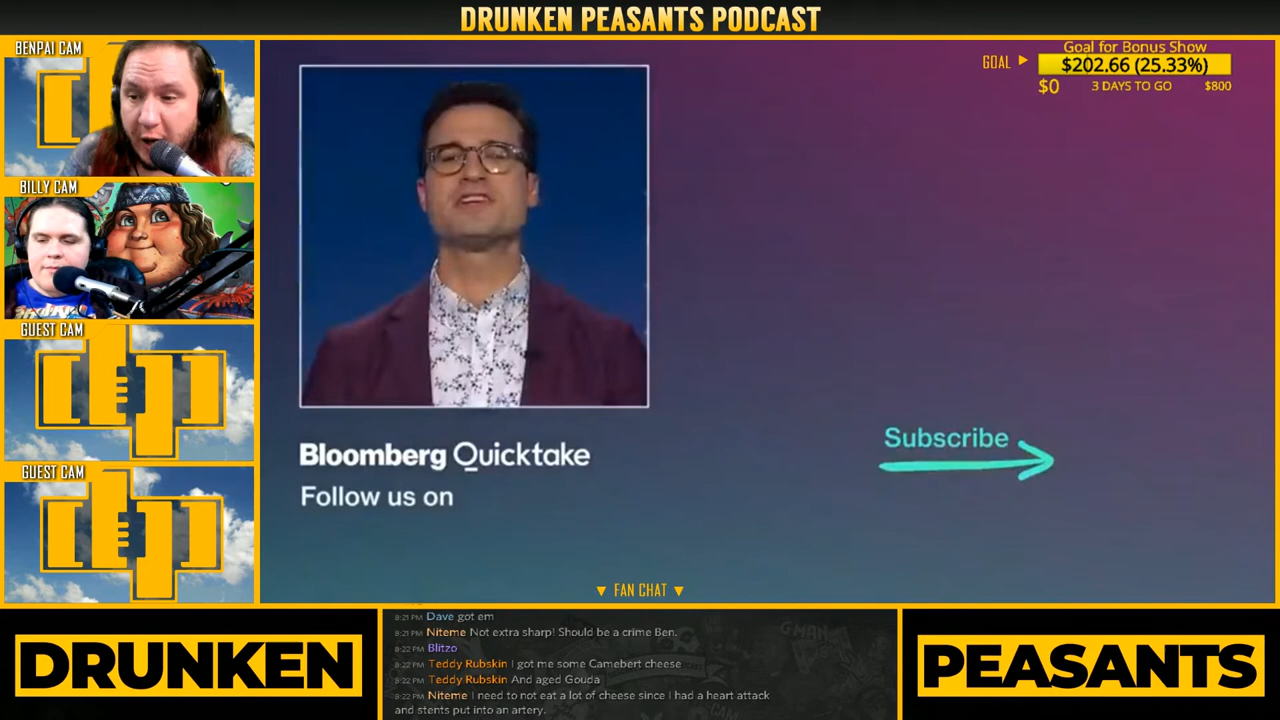 DRUNKEN PEASANTS PODCAST
BENPAI CAM
BILLY CAM
GUEST CAM
GUEST CAM
GOAL
Goal for Bonus Show
$202.66 (25.33%)
$0 3 DAYS TO GO $800
Bloomberg Quicktake
Follow us on
Subscribe
▼ FAN CHAT ▼
8:21 PM Dave got em
8:21 PM Niteme Not extra sharp! Should be a crime Ben.
8:22 PM Blitzo
8:22 PM Teddy Rubskin I got me some Camebert cheese
8:22 PM Teddy Rubskin And aged Gouda
8:22 PM Niteme I need to not eat a lot of cheese since I had a heart attack
and stents put into an artery.
DRUNKEN
PEASANTS